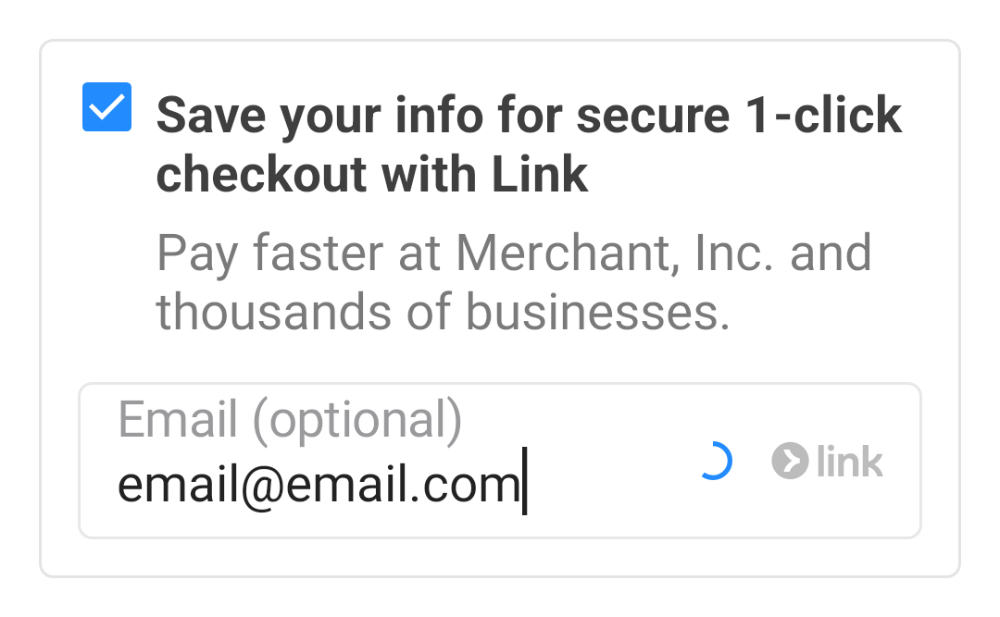 Save your info for secure 1-click
checkout with Link
Pay faster at Merchant, Inc. and
thousands of businesses.
Email (optional)
email@email.com
link